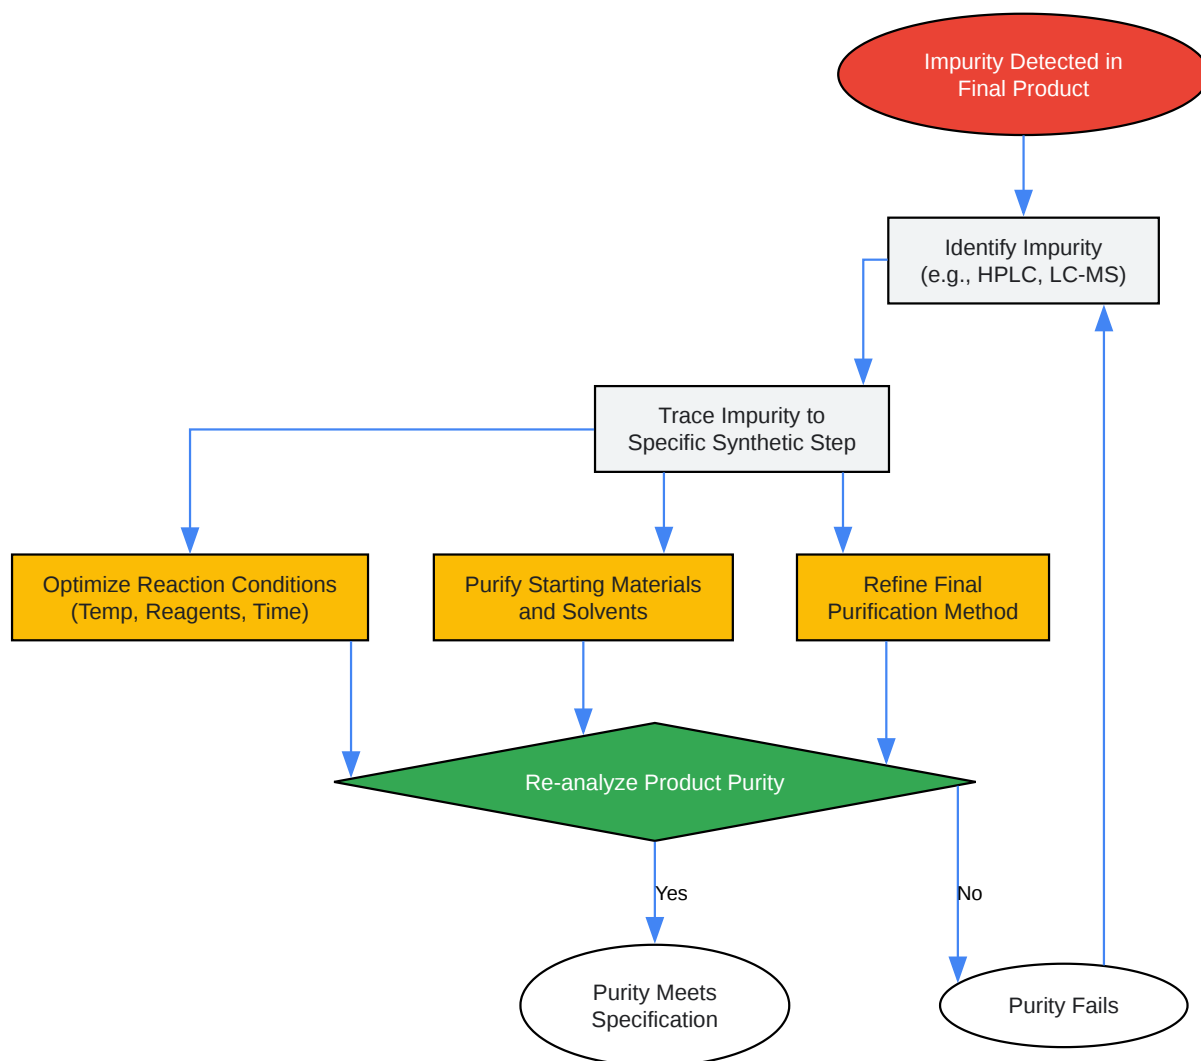 Impurity Detected in
Final Product
Identify Impurity
(e.g., HPLC, LC-MS)
Trace Impurity to
Specific Synthetic Step
Optimize Reaction Conditions
(Temp, Reagents, Time)
Purify Starting Materials
and Solvents
Refine Final
Purification Method
Re-analyze Product Purity
Yes
No
Purity Meets
Specification
Purity Fails